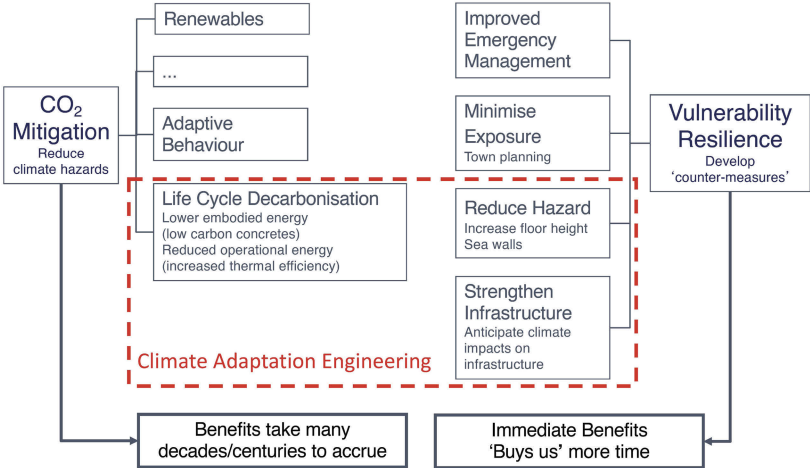 Renewables
...
Adaptive
Behaviour
CO₂
Mitigation
Reduce
climate hazards
Life Cycle Decarbonisation
Lower embodied energy
(low carbon concretes)
Reduced operational energy
(increased thermal efficiency)
Improved
Emergency
Management
Minimise
Exposure
Town planning
Vulnerability
Resilience
Develop
‘counter-measures’
Reduce Hazard
Increase floor height
Sea walls
Strengthen
Infrastructure
Anticipate climate
impacts on
infrastructure
Climate Adaptation Engineering
Benefits take many
decades/centuries to accrue
Immediate Benefits
‘Buys us’ more time